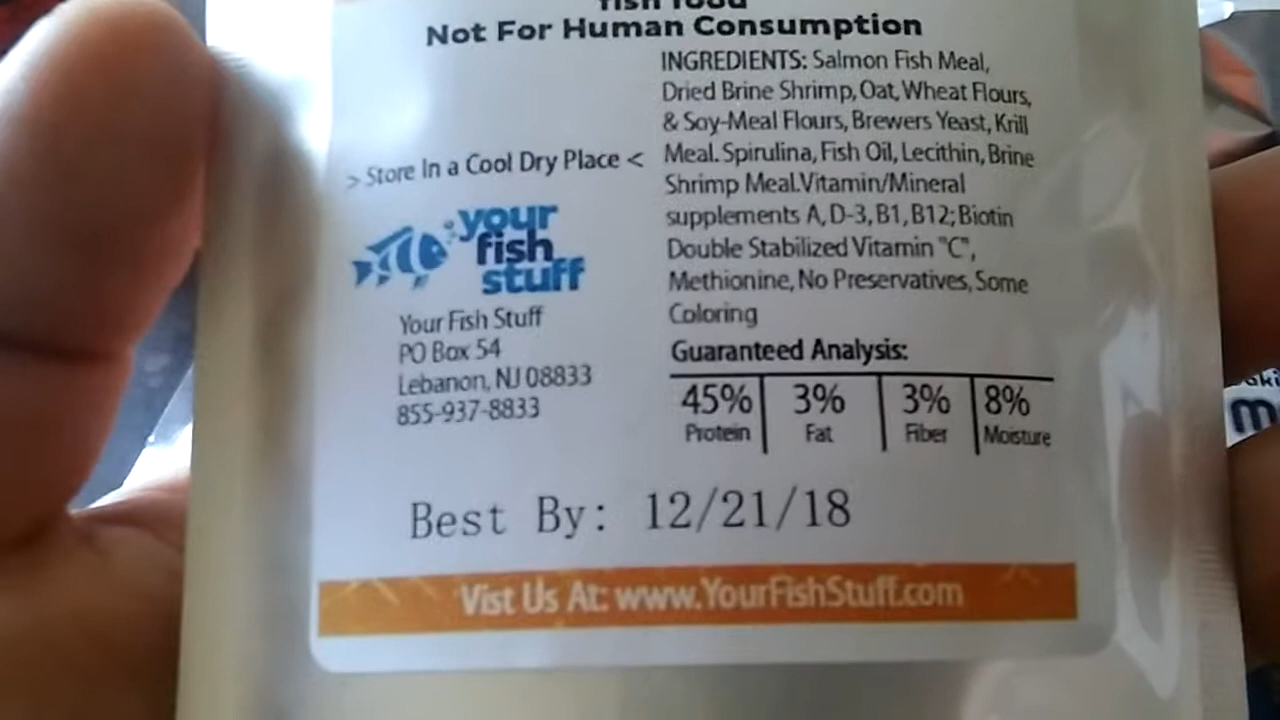 fish food
Not For Human Consumption
> Store In a Cool Dry Place <
your
fish
stuff
Your Fish Stuff
PO Box 54
Lebanon, NJ 08833
855-937-8833
INGREDIENTS: Salmon Fish Meal,
Dried Brine Shrimp, Oat, Wheat Flours,
& Soy-Meal Flours, Brewers Yeast, Krill
Meal. Spirulina, Fish Oil, Lecithin, Brine
Shrimp Meal.Vitamin/Mineral
supplements A, D-3, B1, B12; Biotin
Double Stabilized Vitamin "C",
Methionine, No Preservatives, Some
Coloring
Guaranteed Analysis:
45% 3% 3% 8%
Protein Fat Fiber Moisture
Best By: 12/21/18
Vist Us At: www.YourFishStuff.com